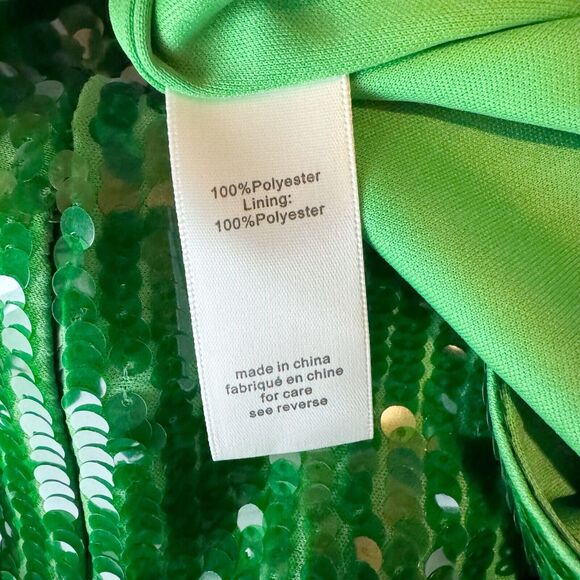 100%Polyester
Lining:
100%Polyester
made in china
fabriqué en chine
for care
see reverse